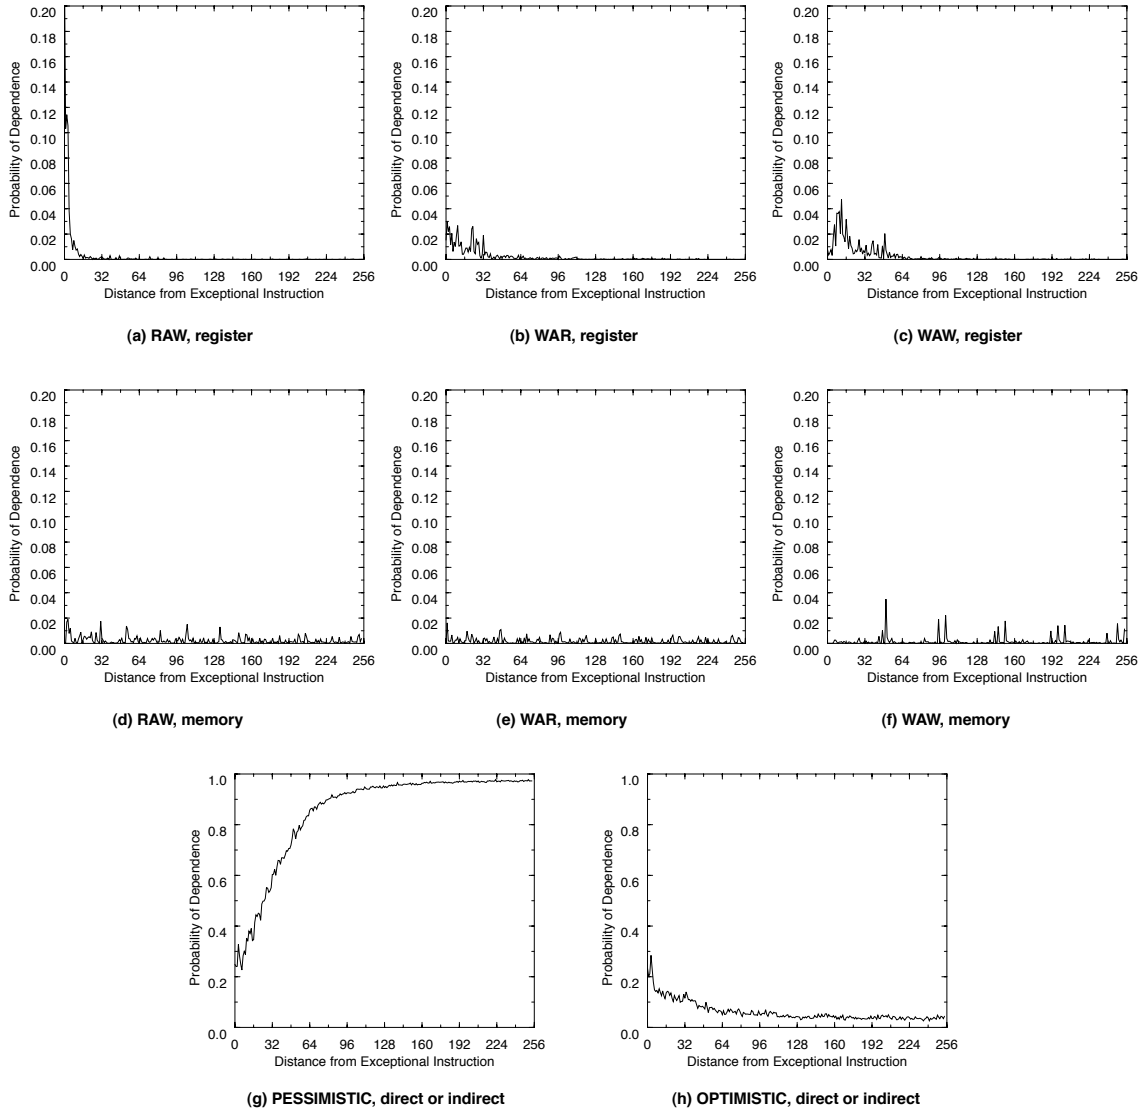 0.20 0.20 0.20
0.18 0.18 0.18
0.16 0.16 0.16
0.14 0.14 0.14
0.12 0.12 0.12
0.10 0.10 0.10
0.08 0.08 0.08
0.06 0.06 0.06
0.04 0.04 0.04
0.02 0.02 0.02
0.00 0.00 0.00
Probability of Dependence Probability of Dependence Probability of Dependence
0 32 64 96 128 160 192 224 256 0 32 64 96 128 160 192 224 256 0 32 64 96 128 160 192 224 256
Distance from Exceptional Instruction Distance from Exceptional Instruction Distance from Exceptional Instruction
(a) RAW, register (b) WAR, register (c) WAW, register
0.20 0.20 0.20
0.18 0.18 0.18
0.16 0.16 0.16
0.14 0.14 0.14
0.12 0.12 0.12
0.10 0.10 0.10
0.08 0.08 0.08
0.06 0.06 0.06
0.04 0.04 0.04
0.02 0.02 0.02
0.00 0.00 0.00
Probability of Dependence Probability of Dependence Probability of Dependence
0 32 64 96 128 160 192 224 256 0 32 64 96 128 160 192 224 256 0 32 64 96 128 160 192 224 256
Distance from Exceptional Instruction Distance from Exceptional Instruction Distance from Exceptional Instruction
(d) RAW, memory (e) WAR, memory (f) WAW, memory
1.0 1.0
0.8 0.8
0.6 0.6
0.4 0.4
0.2 0.2
0.0 0.0
Probability of Dependence Probability of Dependence
0 32 64 96 128 160 192 224 256 0 32 64 96 128 160 192 224 256
Distance from Exceptional Instruction Distance from Exceptional Instruction
(g) PESSIMISTIC, direct or indirect (h) OPTIMISTIC, direct or indirect